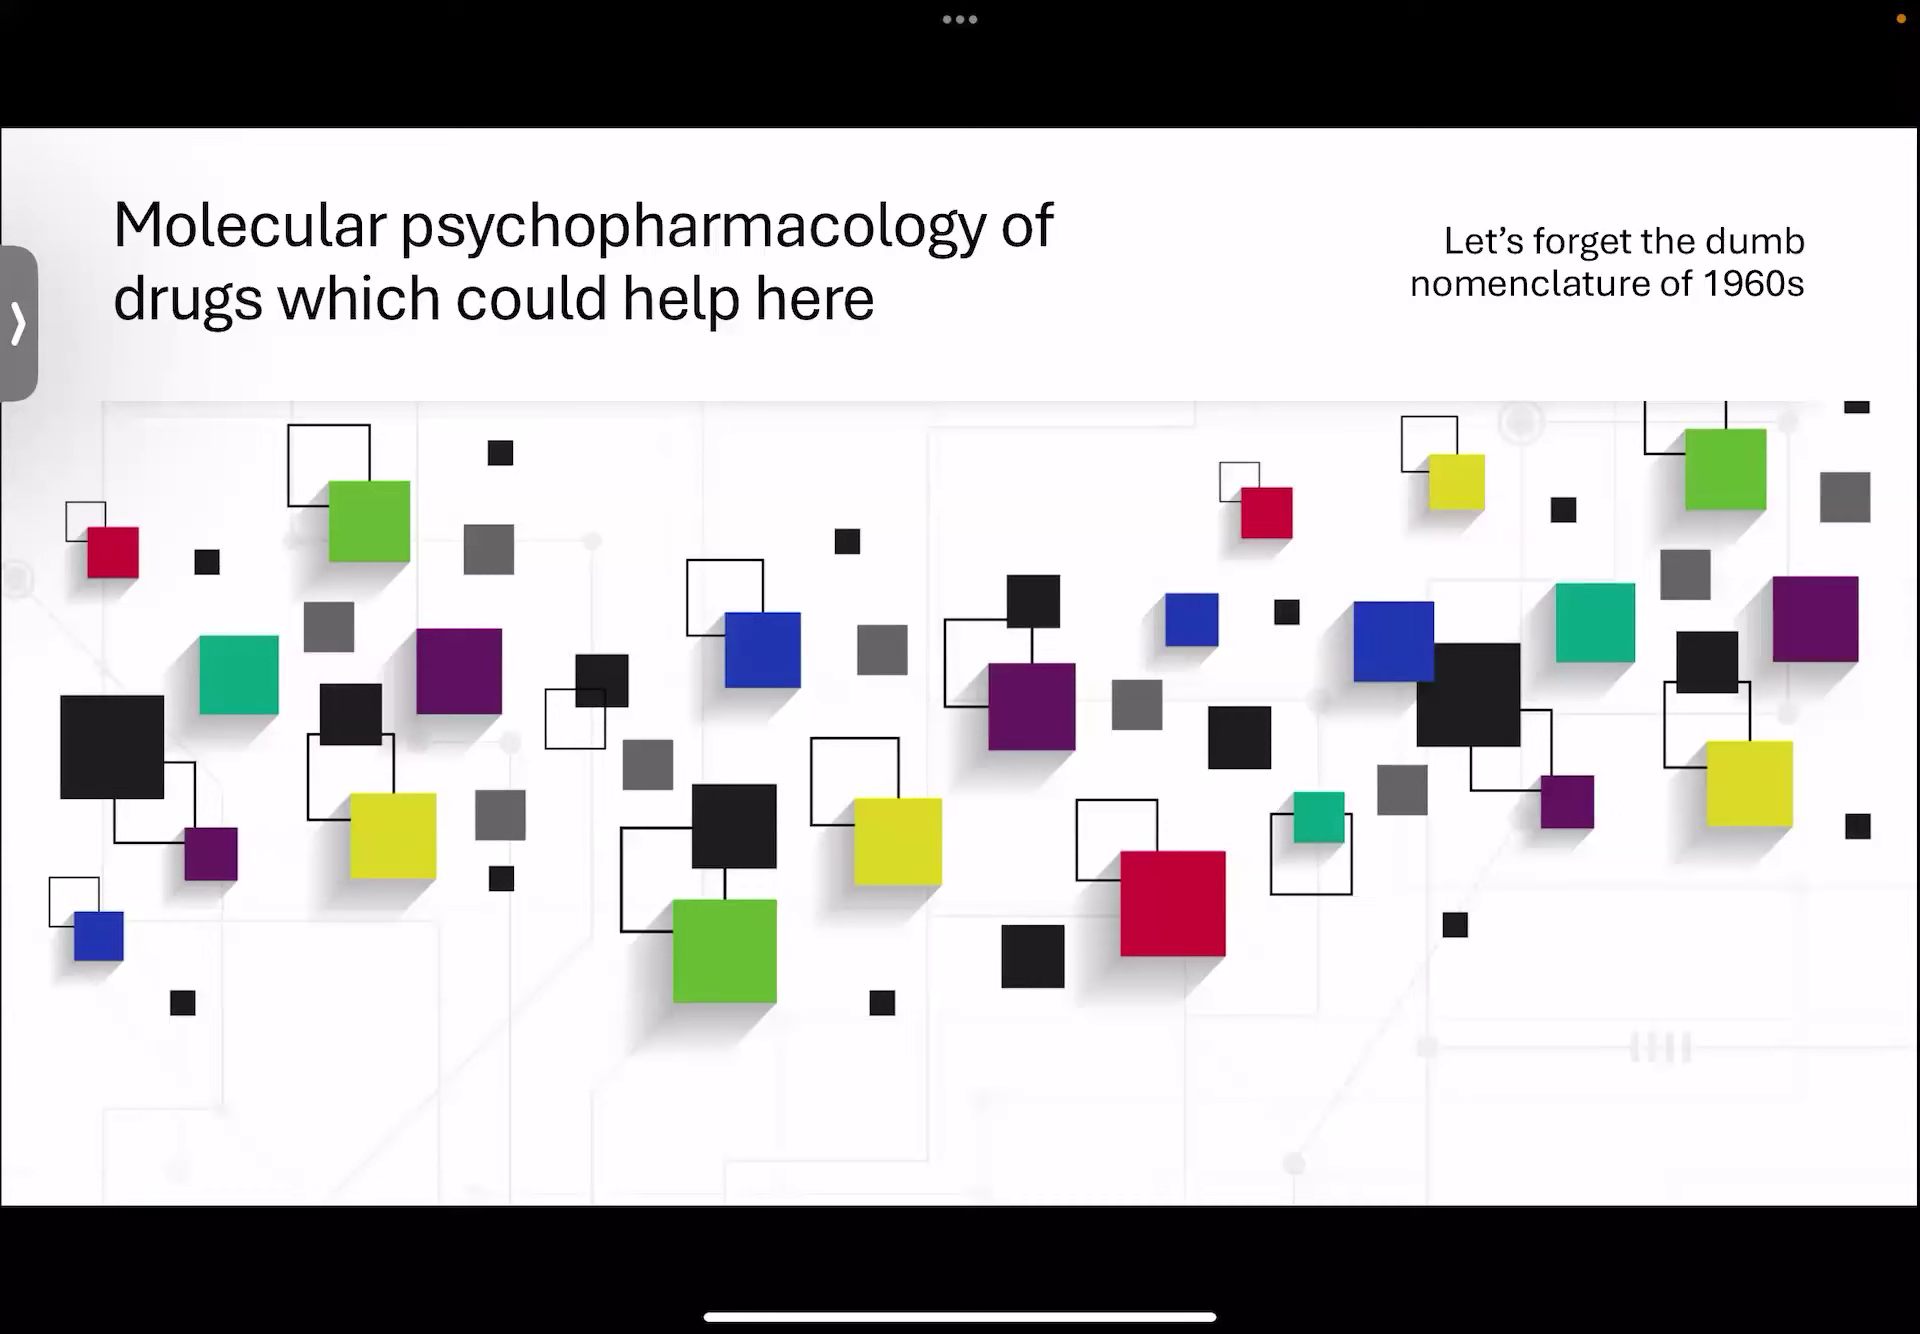 Molecular psychopharmacology of
drugs which could help here
Let’s forget the dumb
nomenclature of 1960s